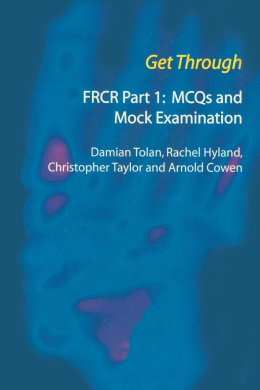 Get Through
FRCR Part 1: MCQs and
Mock Examination
Damian Tolan, Rachel Hyland,
Christopher Taylor and Arnold Cowen